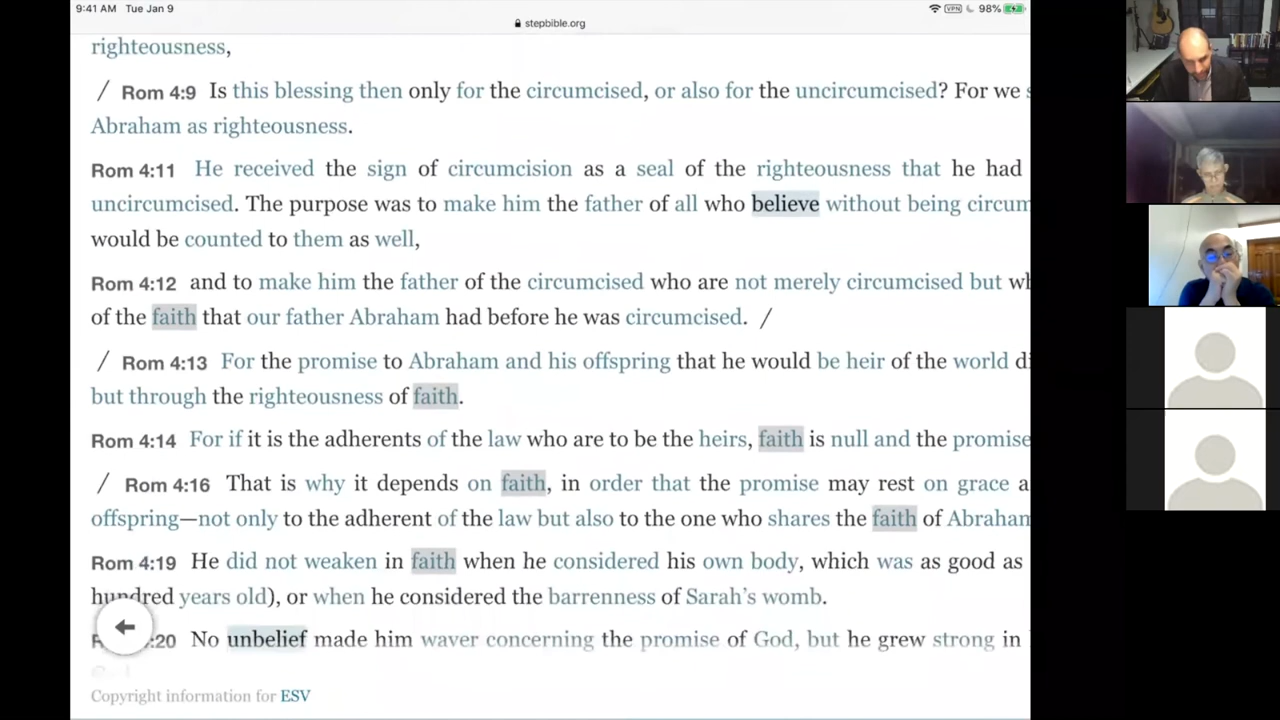 9:41 AM Tue Jan 9
VPN 98%
stepbible.org
righteousness,
/ Rom 4:9 Is this blessing then only for the circumcised, or also for the uncircumcised? For we
Abraham as righteousness.
Rom 4:11 He received the sign of circumcision as a seal of the righteousness that he had
uncircumcised. The purpose was to make him the father of all who believe without being circum
would be counted to them as well,
Rom 4:12 and to make him the father of the circumcised who are not merely circumcised but
of the faith that our father Abraham had before he was circumcised. /
/ Rom 4:13 For the promise to Abraham and his offspring that he would be heir of the world
but through the righteousness of faith.
Rom 4:14 For if it is the adherents of the law who are to be the heirs, faith is null and the promise
/ Rom 4:16 That is why it depends on faith, in order that the promise may rest on grace
offspring—not only to the adherent of the law but also to the one who shares the faith of Abraham
Rom 4:19 He did not weaken in faith when he considered his own body, which was as good as
hundred years old), or when he considered the barrenness of Sarah's womb.
:20 No unbelief made him waver concerning the promise of God, but he grew strong in
Copyright information for ESV